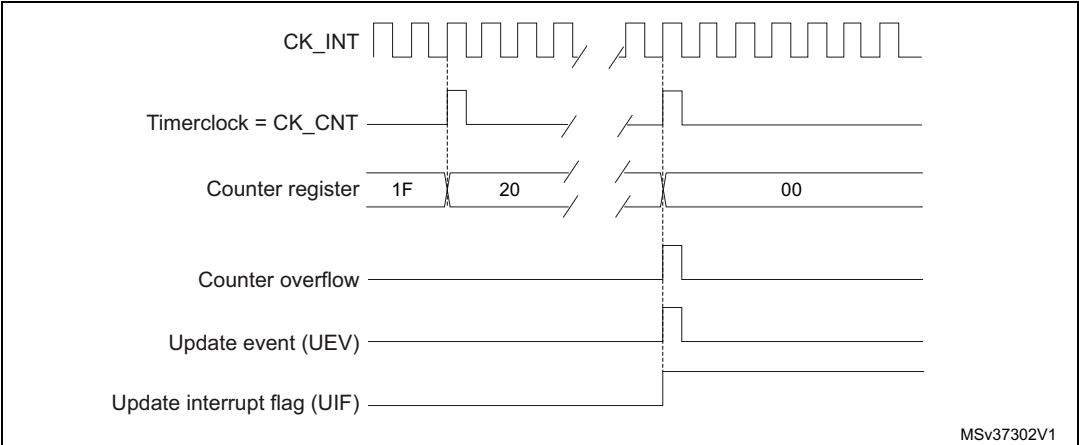 CK_INT
Timerclock = CK_CNT
Counter register 1F 20 00
Counter overflow
Update event (UEV)
Update interrupt flag (UIF)
MSv37302V1